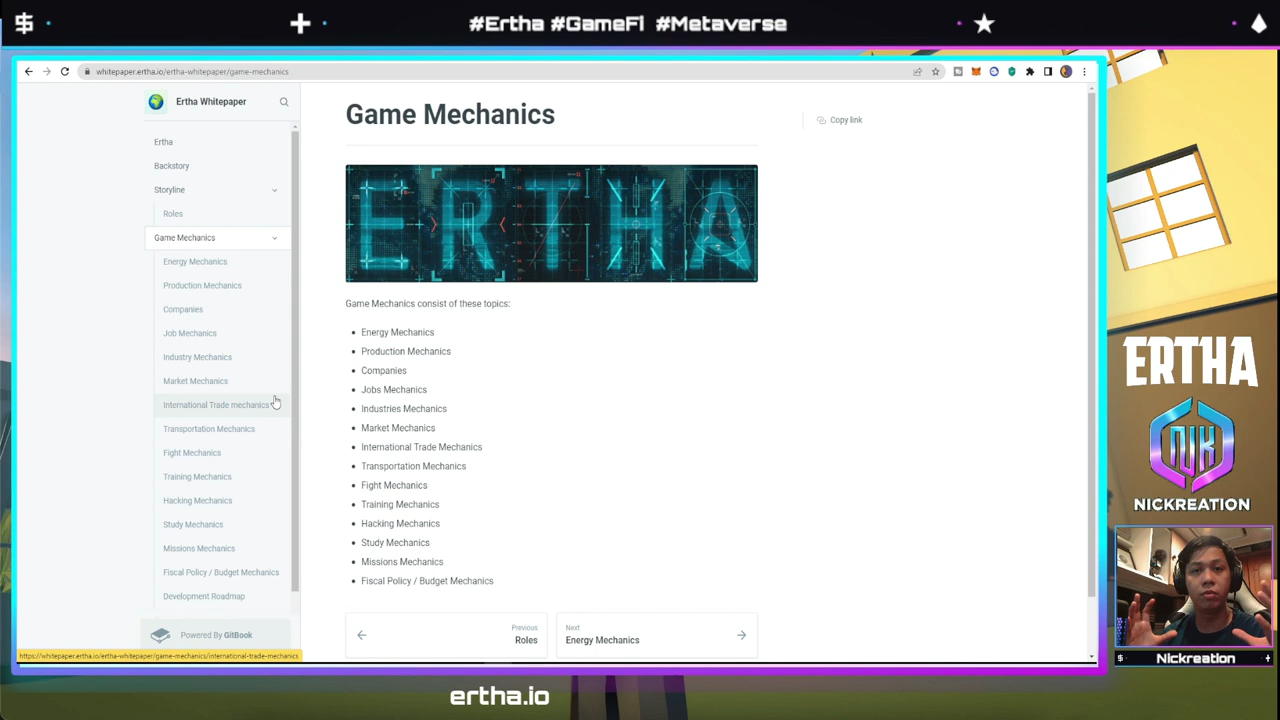 #Ertha #GameFi #Metaverse
whitepaper.ertha.io/ertha-whitepaper/game-mechanics
Ertha Whitepaper
Ertha
Backstory
Storyline
Roles
Game Mechanics
Energy Mechanics
Production Mechanics
Companies
Job Mechanics
Industry Mechanics
Market Mechanics
International Trade mechanics
Transportation Mechanics
Fight Mechanics
Training Mechanics
Hacking Mechanics
Study Mechanics
Missions Mechanics
Fiscal Policy / Budget Mechanics
Development Roadmap
Powered By GitBook
https://whitepaper.ertha.io/ertha-whitepaper/game-mechanics/international-trade-mechanics
Game Mechanics
Copy link
ERTHA
Game Mechanics consist of these topics:
• Energy Mechanics
• Production Mechanics
• Companies
• Jobs Mechanics
• Industries Mechanics
• Market Mechanics
• International Trade Mechanics
• Transportation Mechanics
• Fight Mechanics
• Training Mechanics
• Hacking Mechanics
• Study Mechanics
• Missions Mechanics
• Fiscal Policy / Budget Mechanics
Previous
Roles
Next
Energy Mechanics
ERTHA
NICKREATION
Nickreation
ertha.io